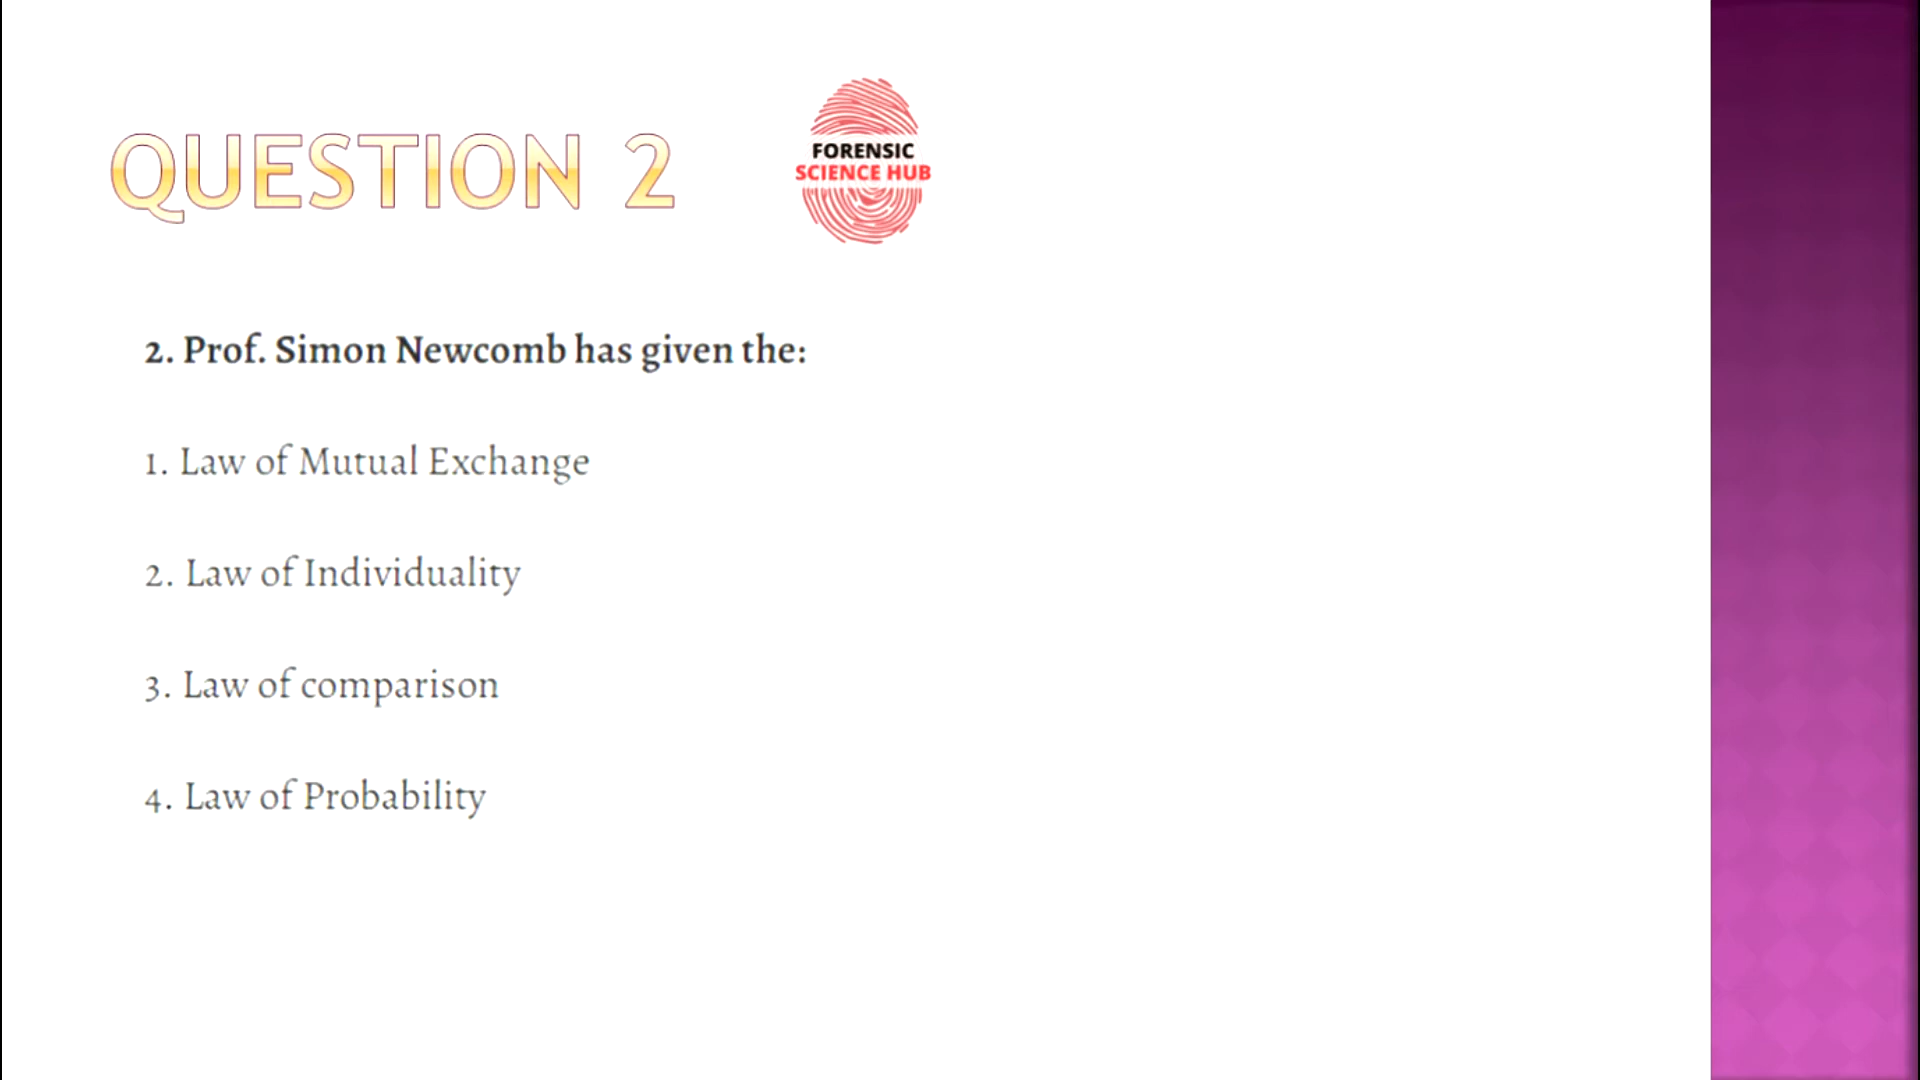 QUESTION 2
FORENSIC
SCIENCE HUB
2. Prof. Simon Newcomb has given the:
1. Law of Mutual Exchange
2. Law of Individuality
3. Law of comparison
4. Law of Probability